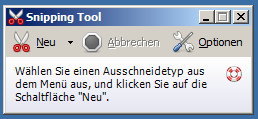 Snipping Tool
Neu Abbrechen Optionen
Wählen Sie einen Ausschneidetyp aus
dem Menü aus, und klicken Sie auf die
Schaltfläche "Neu".